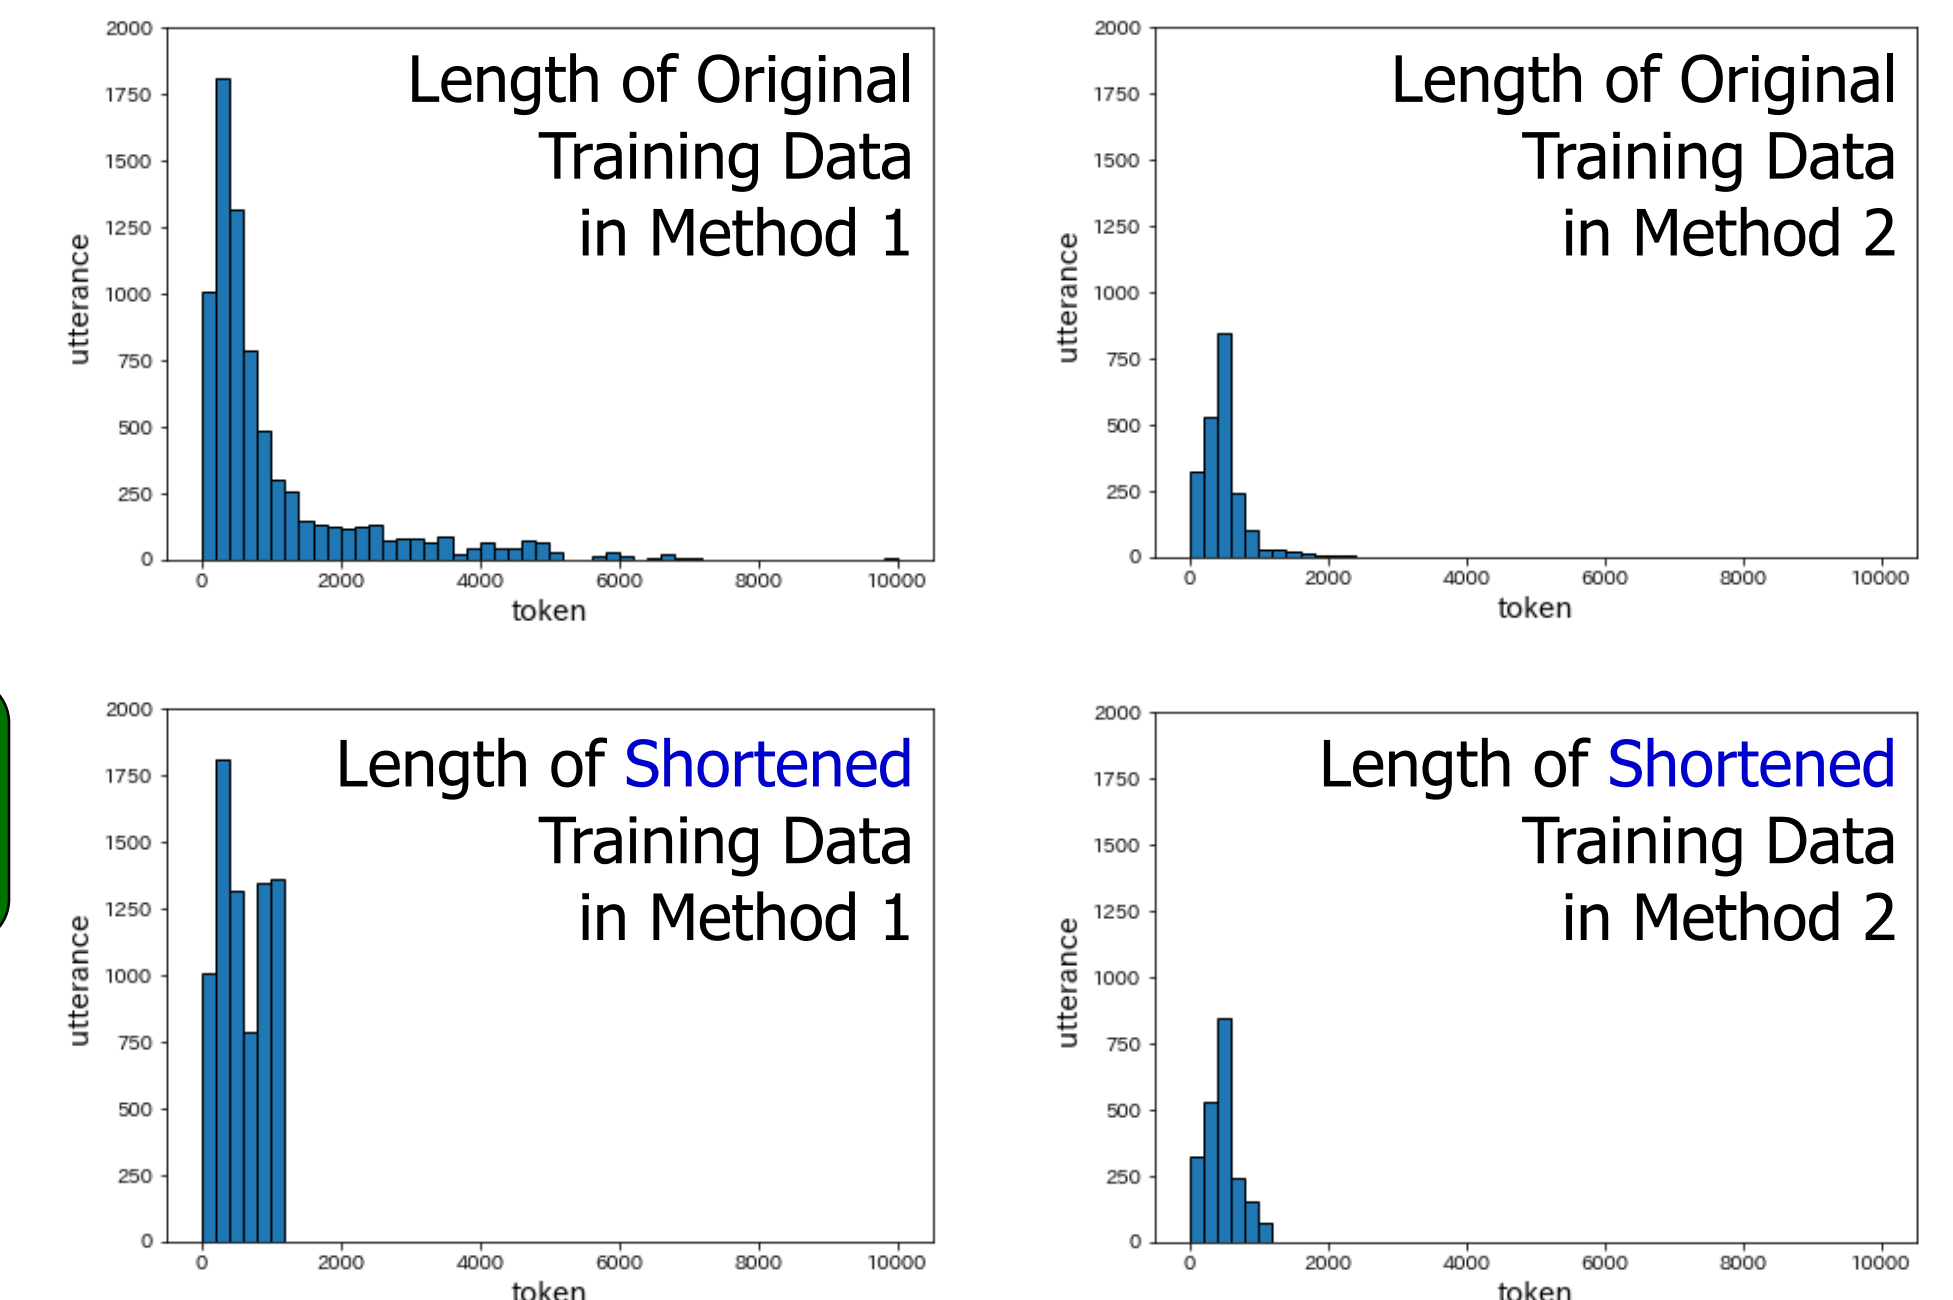 Length of Original
Training Data
in Method 1
2000
1750
1500
1250
1000
750
500
250
0
utterance
0 2000 4000 6000 8000 10000
token
Length of Original
Training Data
in Method 2
2000
1750
1500
1250
1000
750
500
250
0
utterance
0 2000 4000 6000 8000 10000
token
Length of Shortened
Training Data
in Method 1
2000
1750
1500
1250
1000
750
500
250
0
utterance
0 2000 4000 6000 8000 10000
token
Length of Shortened
Training Data
in Method 2
2000
1750
1500
1250
1000
750
500
250
0
utterance
0 2000 4000 6000 8000 10000
token